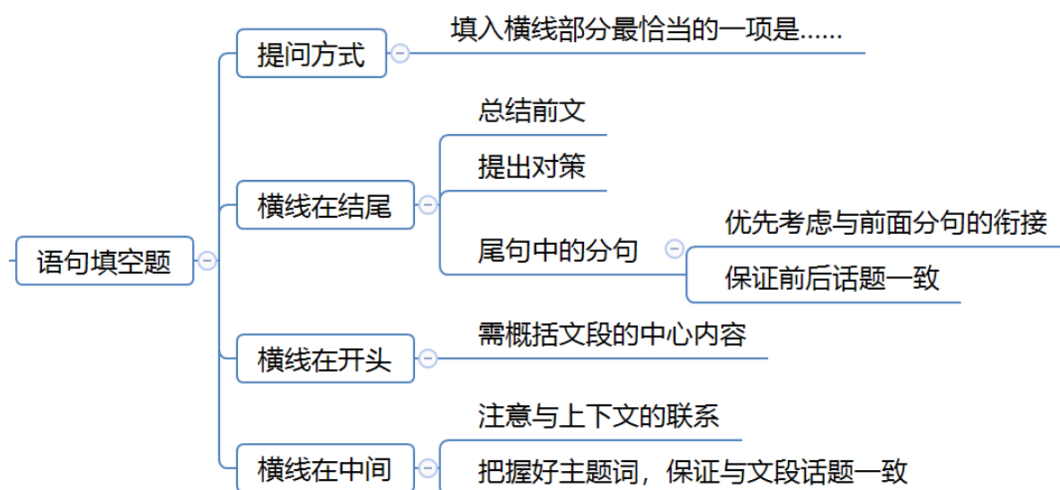 语句填空题
提问方式
填入横线部分最恰当的一项是……
横线在结尾
总结前文
提出对策
尾句中的分句
优先考虑与前面分句的衔接
保证前后话题一致
横线在开头
需概括文段的中心内容
横线在中间
注意与上下文的联系
把握好主题词，保证与文段话题一致